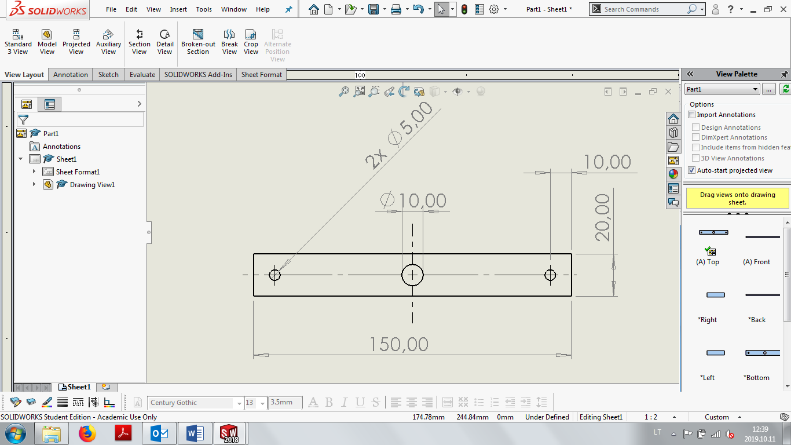 SOLIDWORKS
File Edit View Insert Tools Window Help
Part1 - Sheet1 *
Search Commands
Standard 3 View
Model View
Projected View
Auxiliary View
Section View
Detail View
Broken-out Section
Break View
Crop View
Alternate Position View
View Layout Annotation Sketch Evaluate SOLIDWORKS Add-Ins Sheet Format
100
View Palette
Part1
Options
Import Annotations
Design Annotations
DimXpert Annotations
Include items from hidden fea
3D View Annotations
Auto-start projected view
Drag views onto drawing
sheet.
(A) Top (A) Front
*Right *Back
*Left *Bottom
Part1
Annotations
Sheet1
Sheet Format1
Drawing View1
2x Ø5,00
Ø10,00
10,00
20,00
150,00
Sheet1
Century Gothic 13 3.5mm
SOLIDWORKS Student Edition - Academic Use Only
174.78mm 244.84mm 0mm Under Defined Editing Sheet1 1 : 2 Custom
LT
12:39
2019.10.11
SW
2018